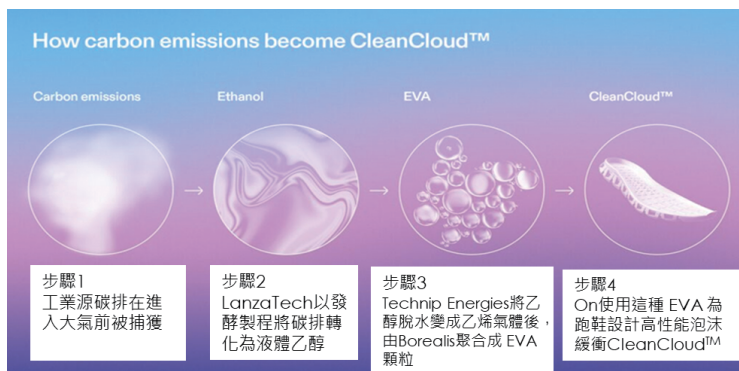 How carbon emissions become CleanCloud™
Carbon emissions
Ethanol
EVA
CleanCloud™
步驟1
工業源碳排在進
入大氣前被捕獲
步驟2
LanzaTech以發
酵製程將碳排轉
化為液體乙醇
步驟3
Technip Energies將乙
醇脫水變成乙烯氣體後，
由Borealis聚合成 EVA
顆粒
步驟4
On使用這種 EVA 為
跑鞋設計高性能泡沫
緩衝CleanCloud™